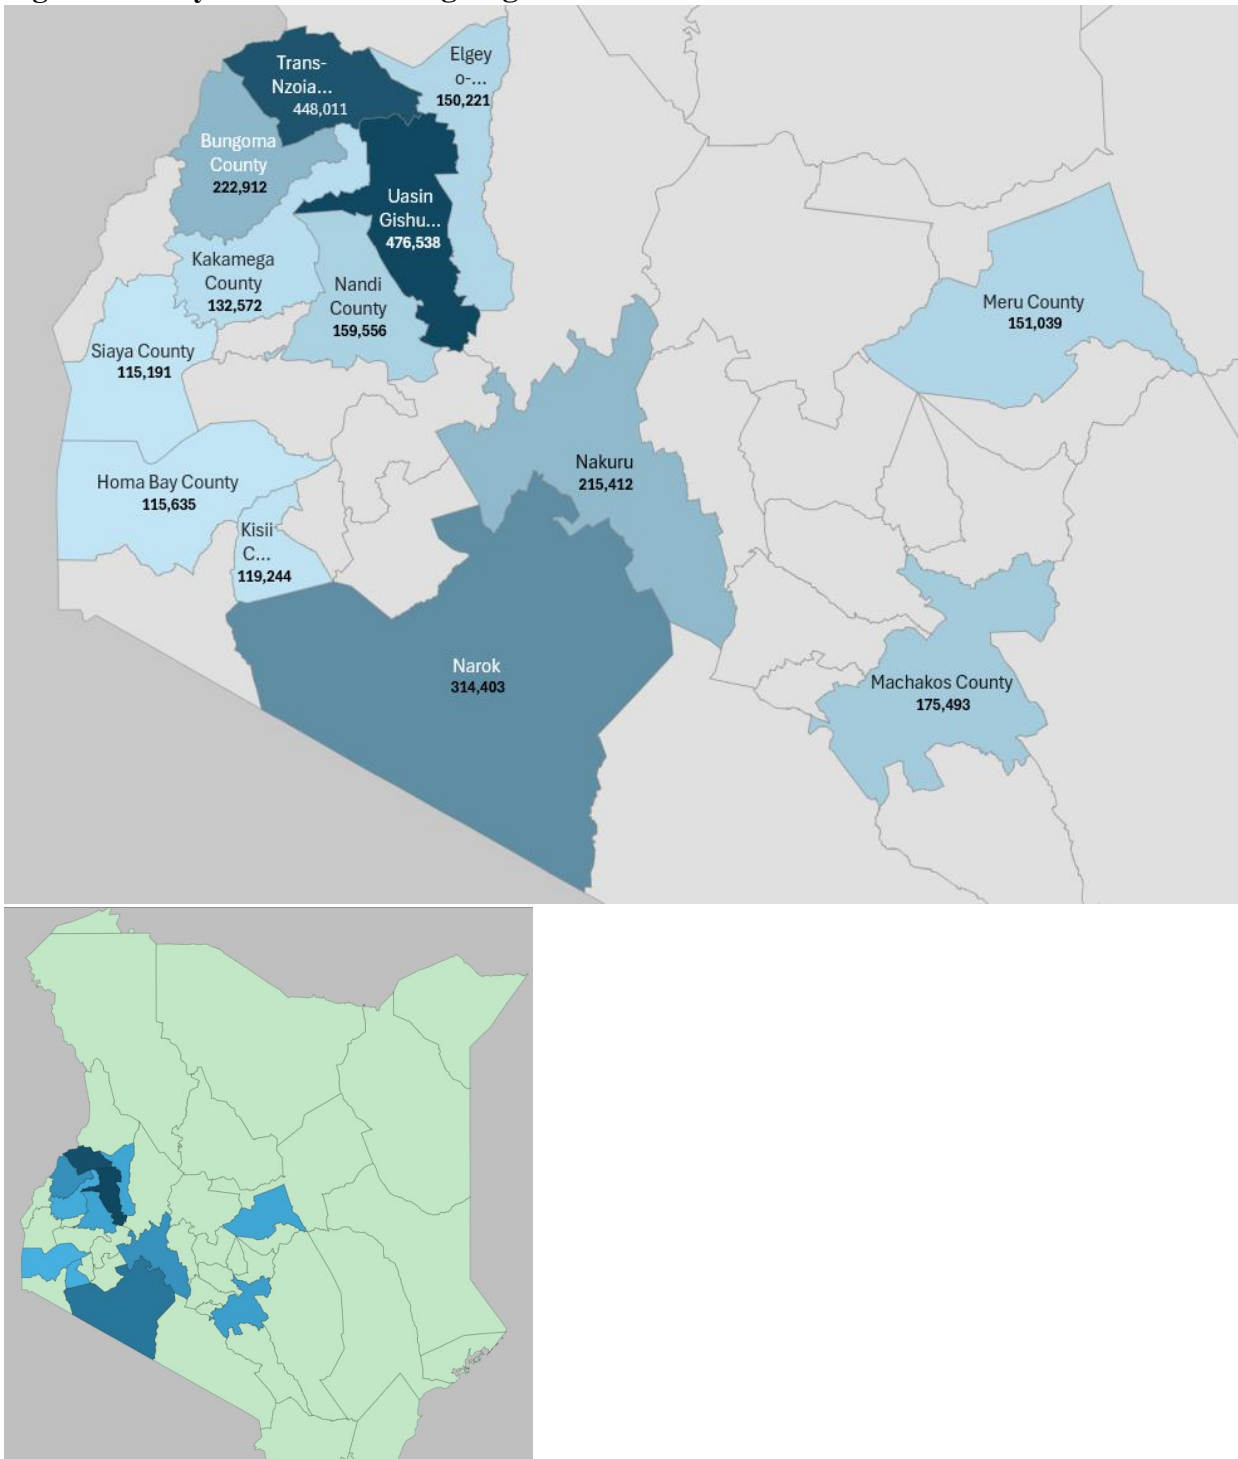 Trans-
Nzoia...
448,011
Elgey
o-...
150,221
Bungoma
County
222,912
Uasin
Gishu...
476,538
Kakamega
County
132,572
Nandi
County
159,556
Meru County
151,039
Siaya County
115,191
Nakuru
215,412
Homa Bay County
115,635
Kisii
C...
119,244
Narok
314,403
Machakos County
175,493